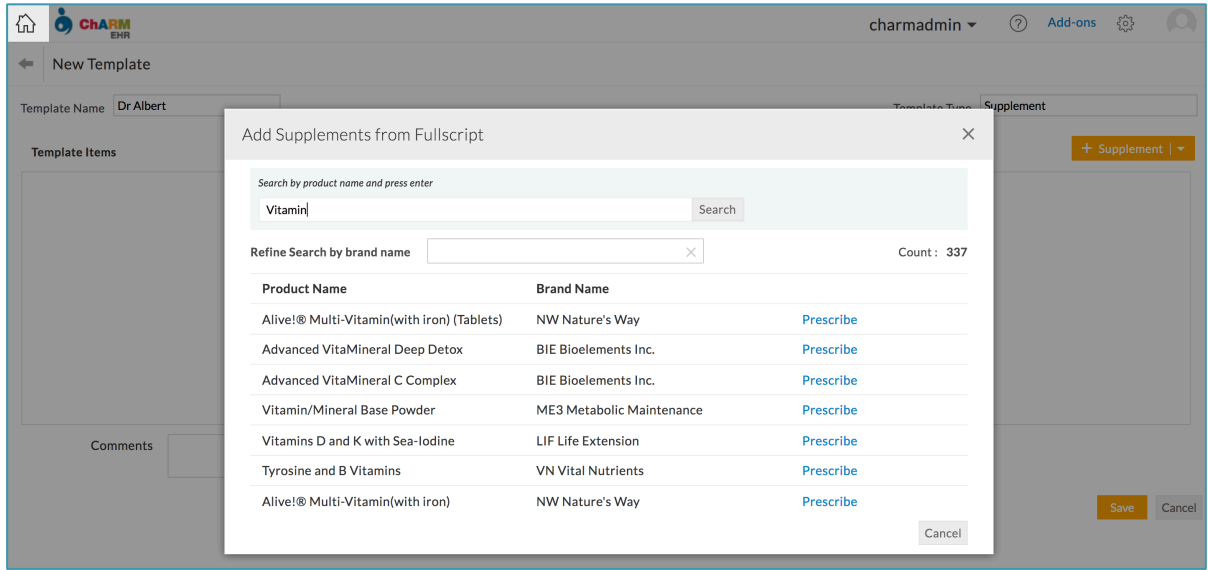 ChARM EHR charmadmin ? Add-ons
New Template
Template Name Dr Albert Template Type Supplement
Add Supplements from Fullscript
Template Items + Supplement
Search by product name and press enter
Vitamin Search
Refine Search by brand name Count : 337
Product Name Brand Name
Alive!® Multi-Vitamin(with iron) (Tablets) NW Nature's Way Prescribe
Advanced VitaMineral Deep Detox BIE Bioelements Inc. Prescribe
Advanced VitaMineral C Complex BIE Bioelements Inc. Prescribe
Vitamin/Mineral Base Powder ME3 Metabolic Maintenance Prescribe
Vitamins D and K with Sea-Iodine LIF Life Extension Prescribe
Comments
Tyrosine and B Vitamins VN Vital Nutrients Prescribe
Alive!® Multi-Vitamin(with iron) NW Nature's Way Prescribe
Save Cancel
Cancel